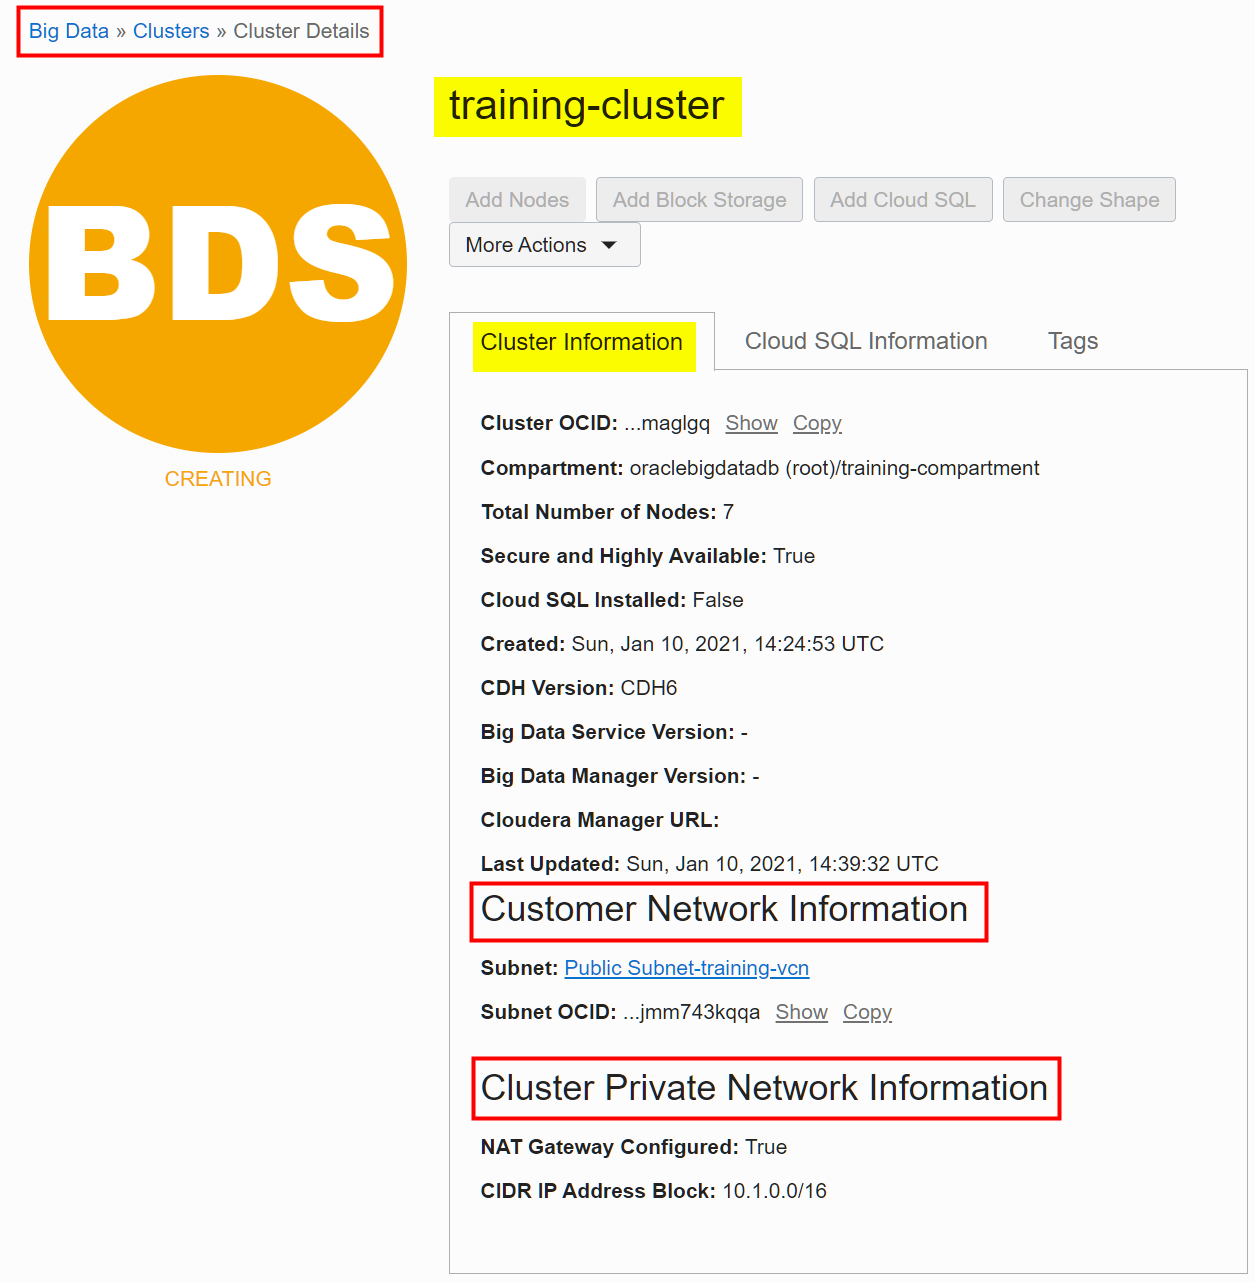 Big Data » Clusters » Cluster Details
BDS
CREATING
training-cluster
Add Nodes Add Block Storage Add Cloud SQL Change Shape
More Actions
Cluster Information Cloud SQL Information Tags
Cluster OCID: ...maglgq Show Copy
Compartment: oraclebigdatadb (root)/training-compartment
Total Number of Nodes: 7
Secure and Highly Available: True
Cloud SQL Installed: False
Created: Sun, Jan 10, 2021, 14:24:53 UTC
CDH Version: CDH6
Big Data Service Version: -
Big Data Manager Version: -
Cloudera Manager URL:
Last Updated: Sun, Jan 10, 2021, 14:39:32 UTC
Customer Network Information
Subnet: Public Subnet-training-vcn
Subnet OCID: ...jmm743kqqa Show Copy
Cluster Private Network Information
NAT Gateway Configured: True
CIDR IP Address Block: 10.1.0.0/16